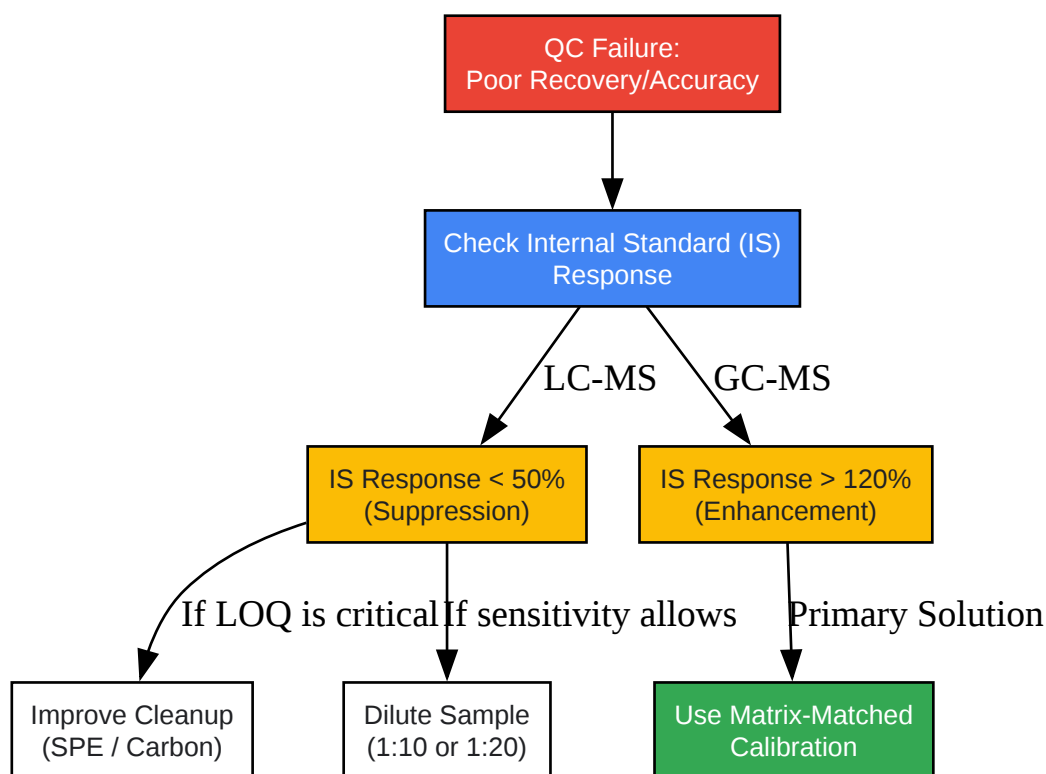 QC Failure:
Poor Recovery/Accuracy
Check Internal Standard (IS)
Response
LC-MS
GC-MS
IS Response < 50%
(Suppression)
IS Response > 120%
(Enhancement)
If LOQ is critical
If sensitivity allows
Primary Solution
Improve Cleanup
(SPE / Carbon)
Dilute Sample
(1:10 or 1:20)
Use Matrix-Matched
Calibration